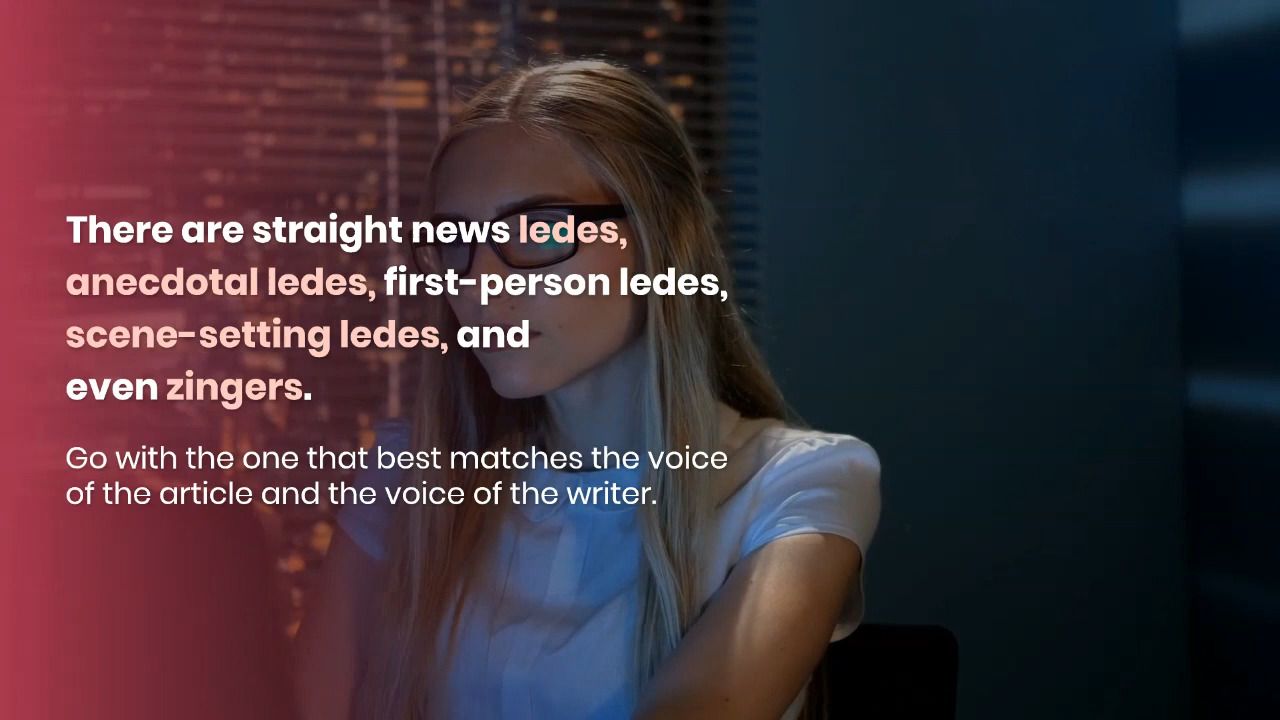 There are straight news ledes,
anecdotal ledes, first-person ledes,
scene-setting ledes, and
even zingers.
Go with the one that best matches the voice
of the article and the voice of the writer.